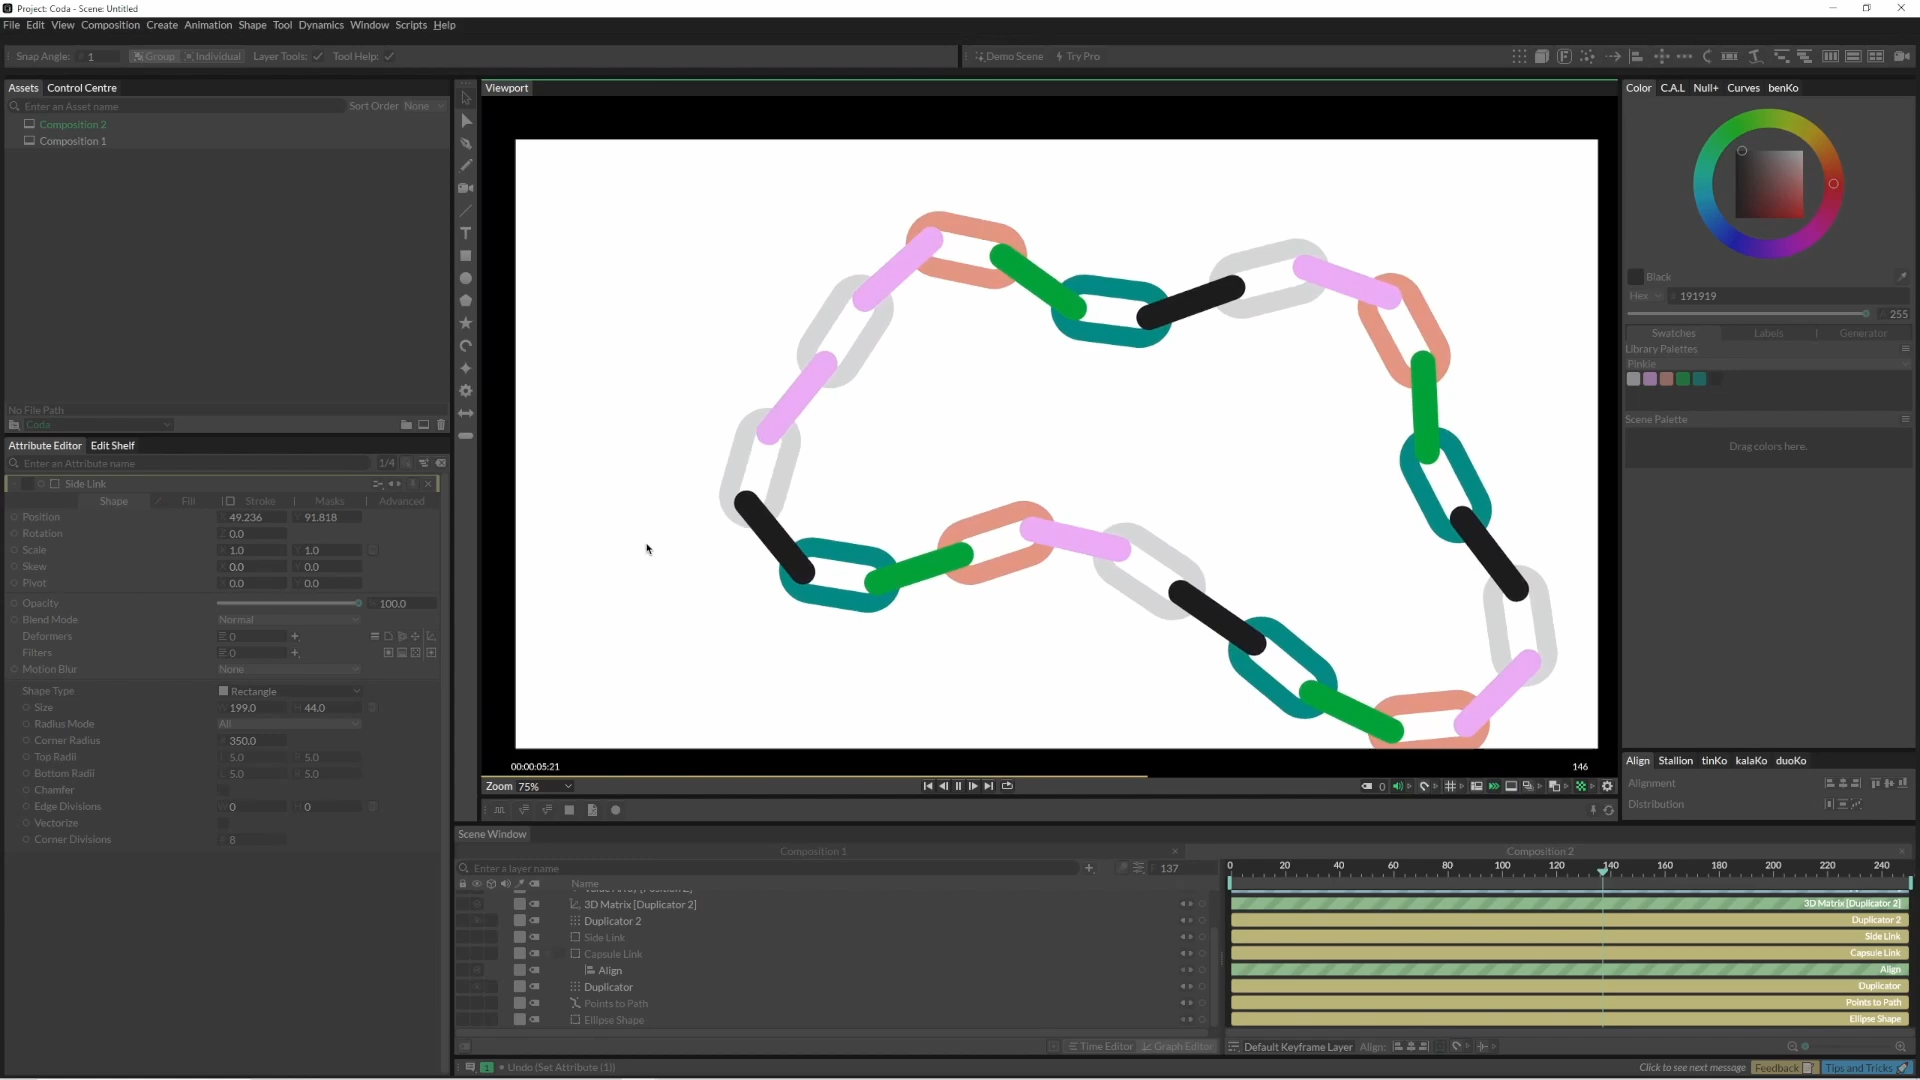 Project: Coda - Scene: Untitled
File Edit View Composition Create Animation Shape Tool Dynamics Window Scripts Help
Snap Angle: 1 Group Individual Layer Tools: Tool Help: Demo Scene Try Pro
Assets Control Centre
Enter an Asset name Sort Order None
Composition 2
Composition 1
No File Path
Coda
Attribute Editor Edit Shelf
Enter an Attribute name 1/4
Side Link
Shape Fill Stroke Masks Advanced
Position 49.236 91.818
Rotation 0.0
Scale 1.0 1.0
Skew 0.0 0.0
Pivot 0.0 0.0
Opacity 100.0
Blend Mode Normal
Deformers 0
Filters 0
Motion Blur None
Shape Type Rectangle
Size 199.0 44.0
Radius Mode All
Corner Radius 350.0
Top Radii 5.0 5.0
Bottom Radii 5.0 5.0
Chamfer
Edge Divisions 0 0
Vectorize
Corner Divisions 8
Viewport
00:00:05:21 146
Zoom 75% 0
Scene Window
Composition 1 Composition 2
Enter a layer name 137
0 20 40 60 80 100 120 140 160 180 200 220 240
Name
3D Matrix [Duplicator 2] 3D Matrix [Duplicator 2]
Duplicator 2 Duplicator 2
Side Link Side Link
Capsule Link Capsule Link
Align Align
Duplicator Duplicator
Points to Path Points to Path
Ellipse Shape Ellipse Shape
Time Editor Graph Editor Default Keyframe Layer Align:
1 Undo (Set Attribute (1)) Click to see next message Feedback Tips and Tricks
Color C.A.L Null+ Curves benKo
Black
Hex 191919
255
Swatches Labels Generator
Library Palettes
Pinkie
Scene Palette
Drag colors here.
Align Stallion tinKo kalaKo duoKo
Alignment
Distribution